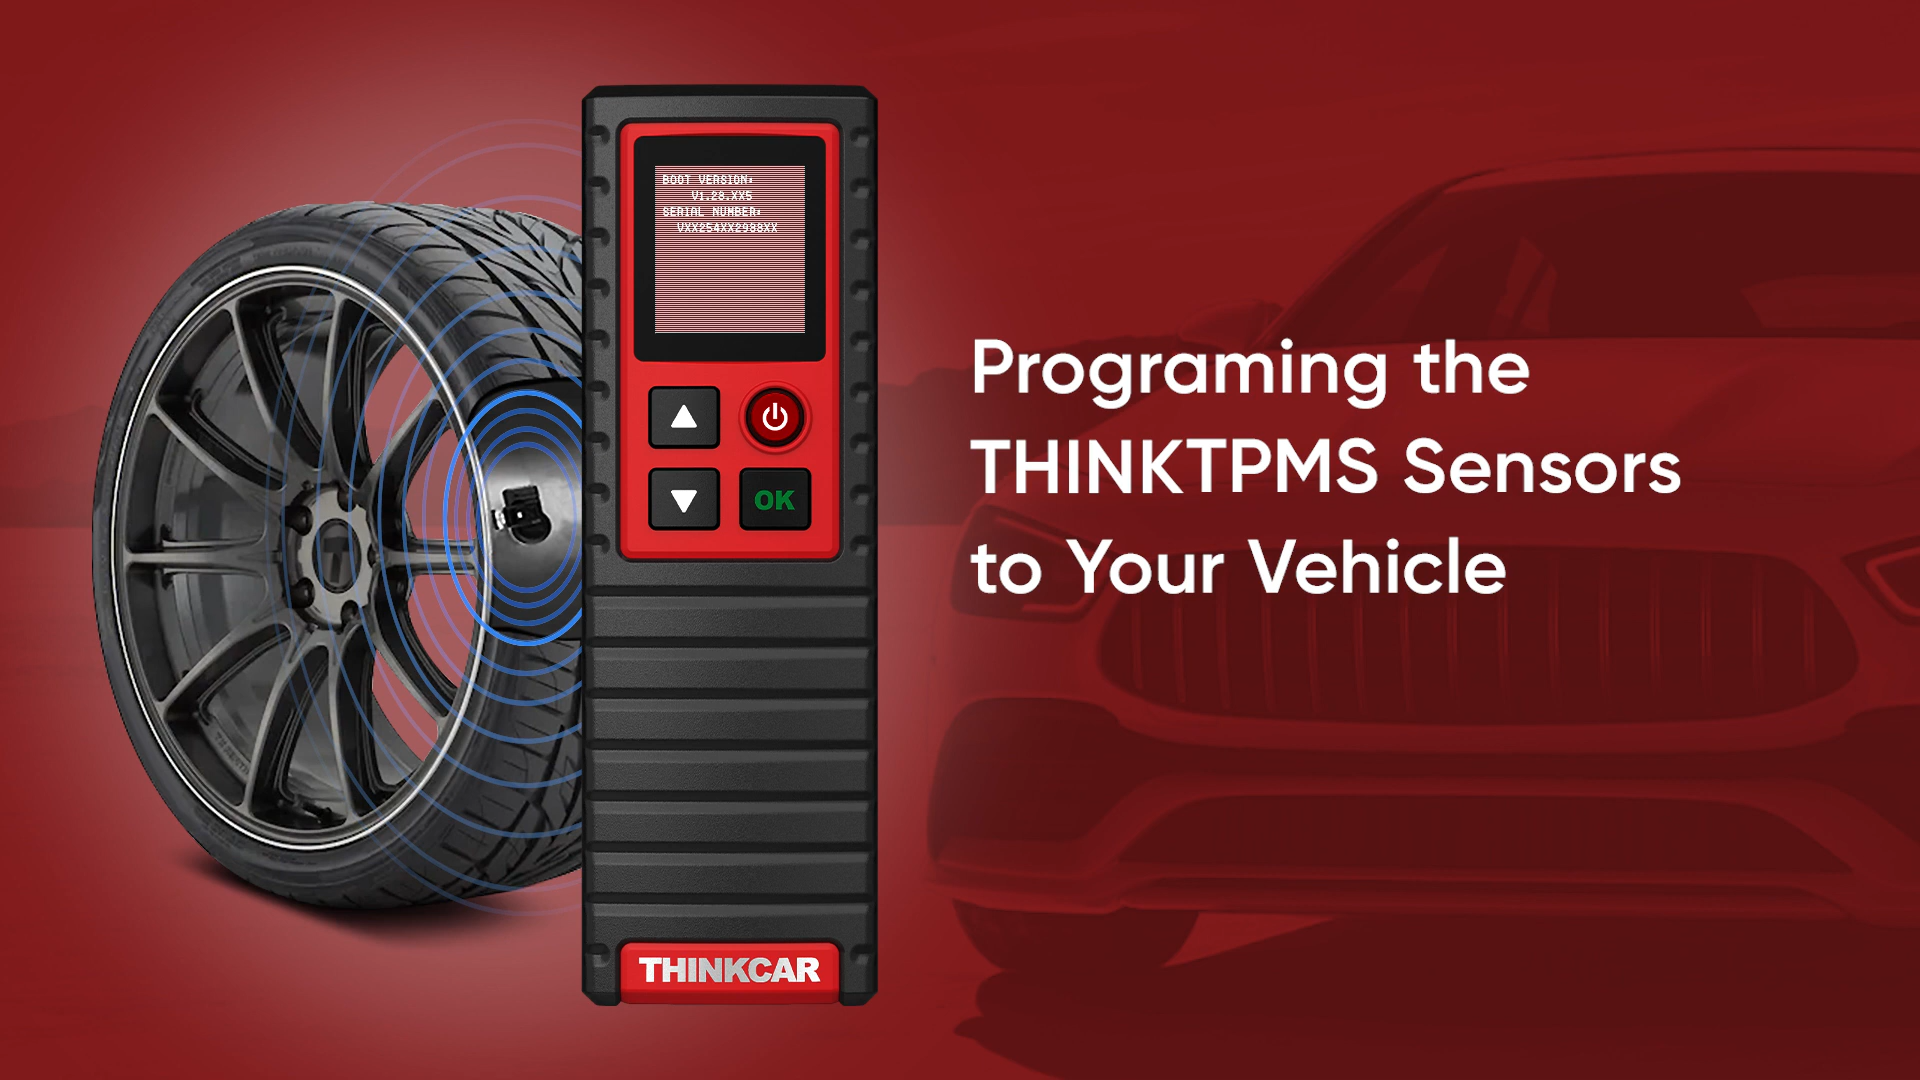 BOOT VERSION:
V1.28.XX5
SERIAL NUMBER:
VXX254XX2988XX
OK
THINKCAR
Programing the
THINKTPMS Sensors
to Your Vehicle